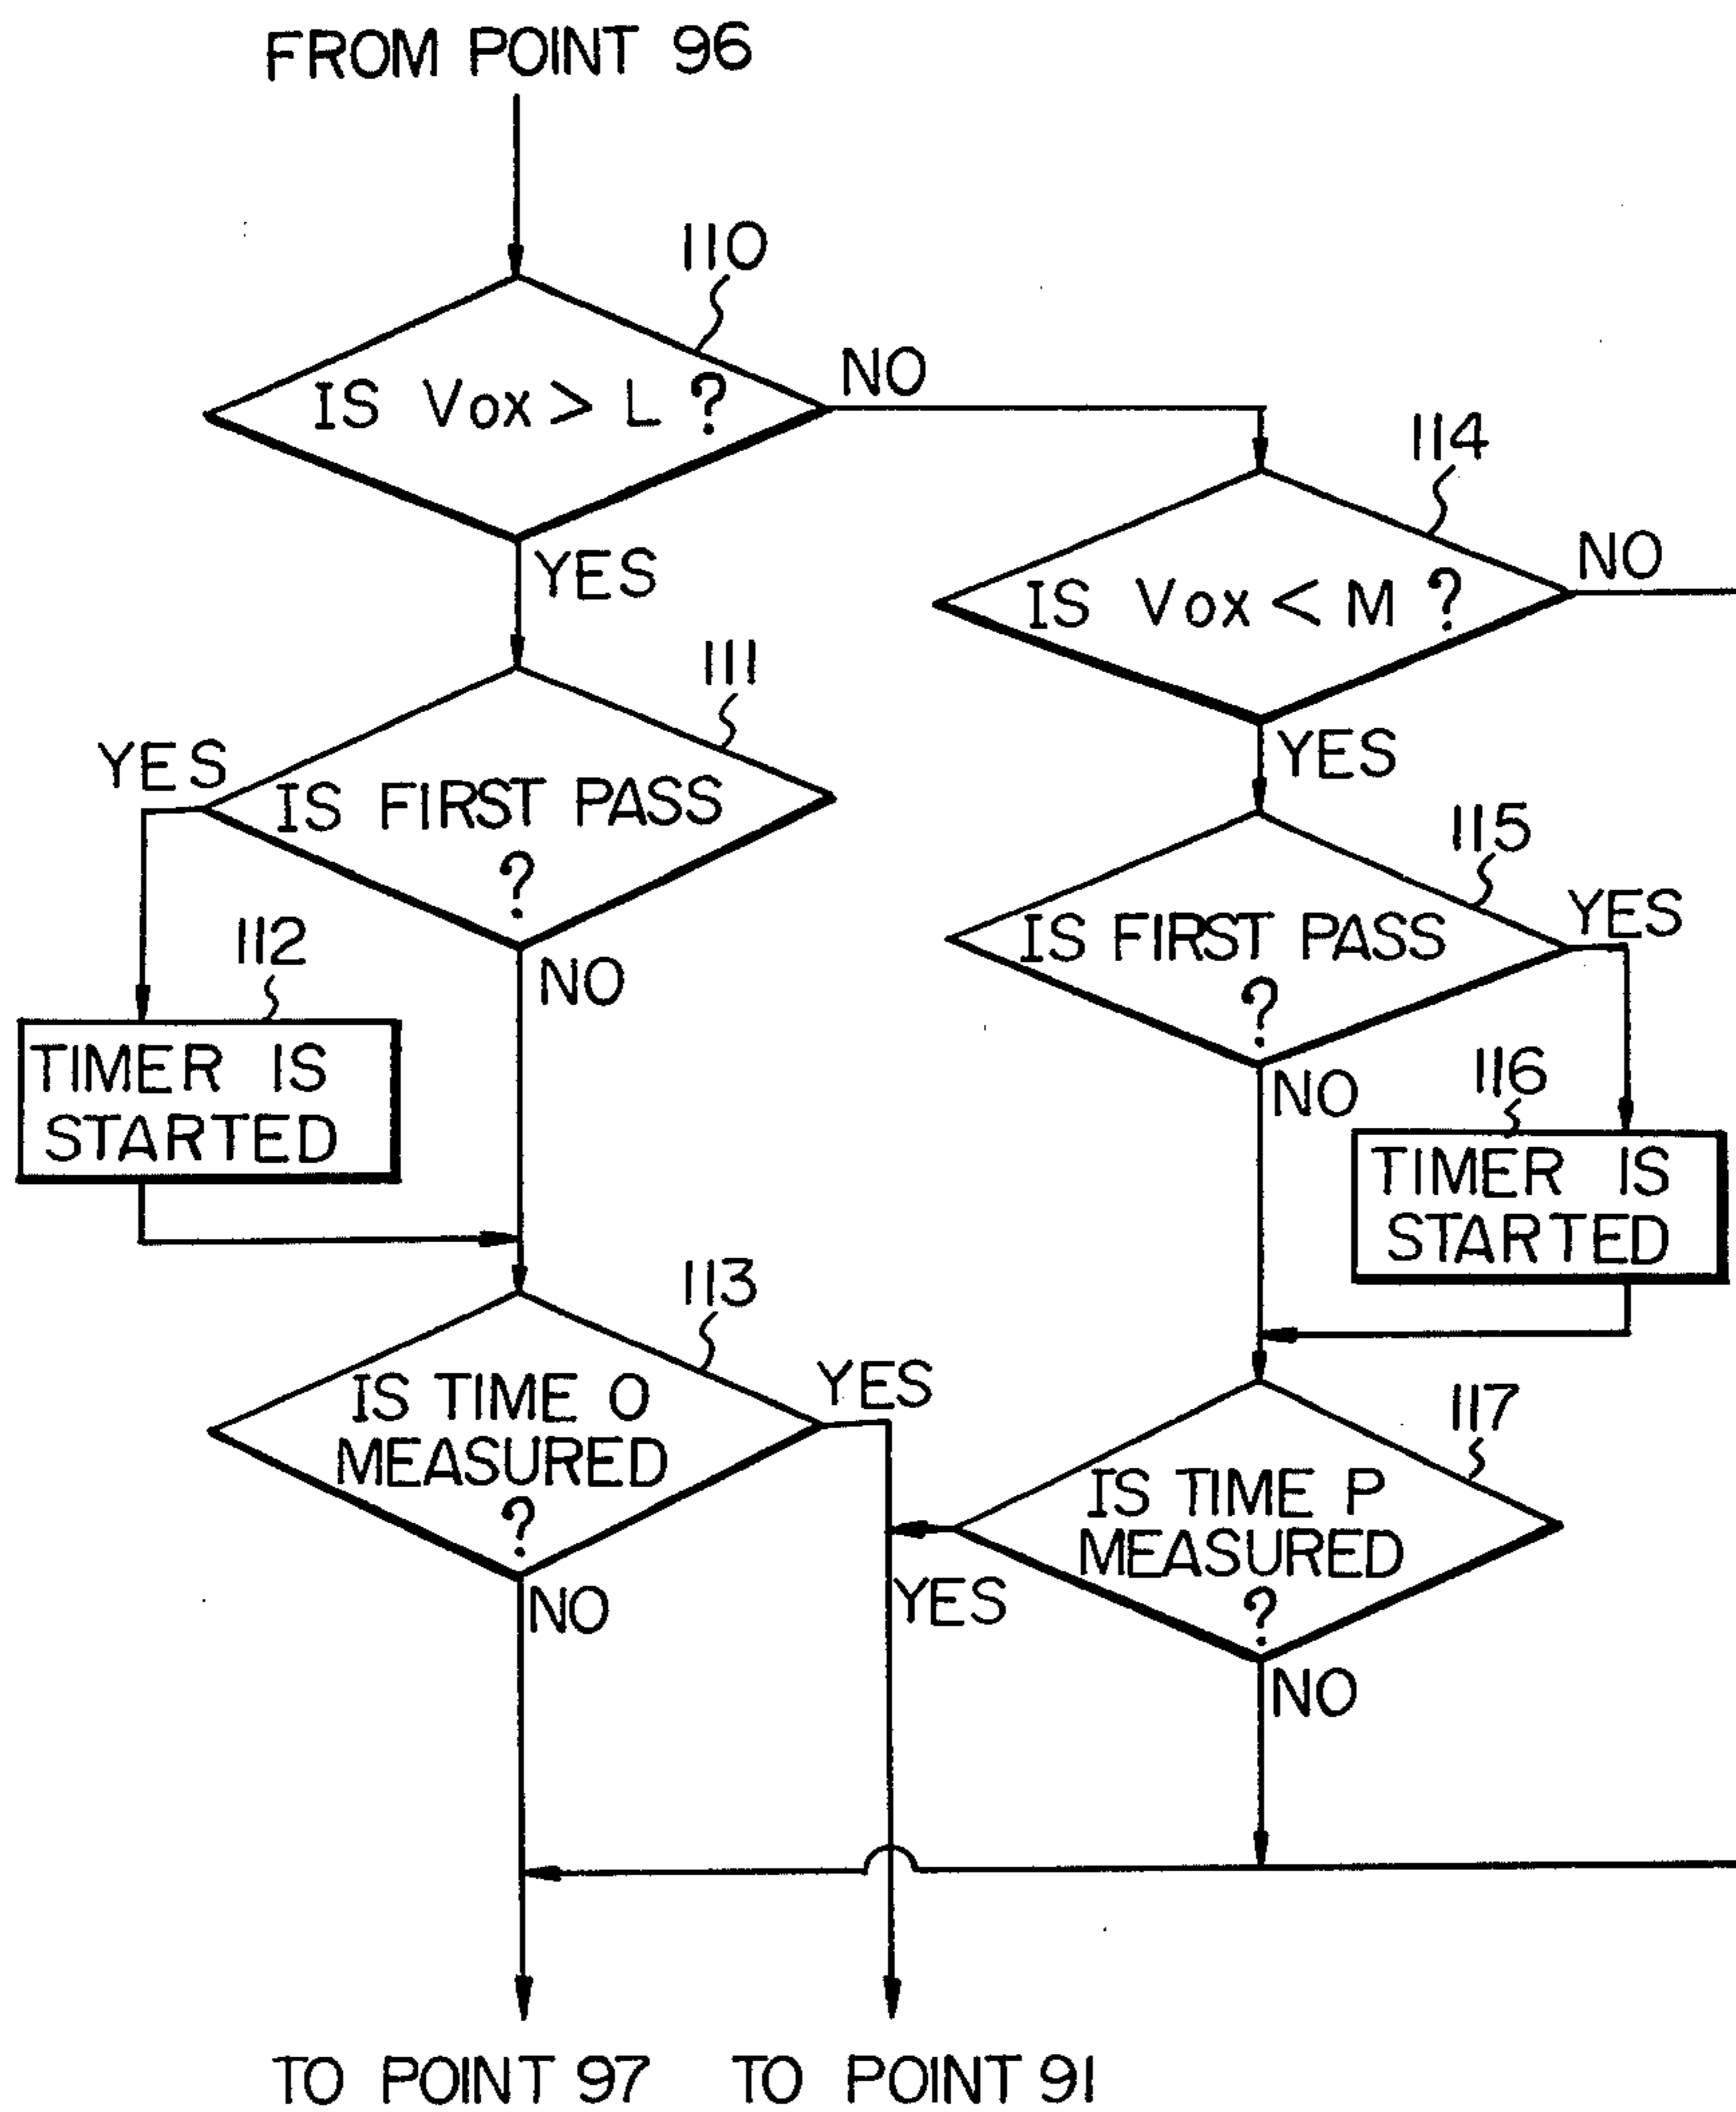 FROM POINT 96
110
IS Vox > L ?
NO
YES
114
IS Vox < M ?
NO
YES
111
IS FIRST PASS
?
YES
NO
112
TIMER IS
STARTED
115
IS FIRST PASS
?
YES
NO
116
TIMER IS
STARTED
113
IS TIME O
MEASURED
?
YES
NO
117
IS TIME P
MEASURED
?
YES
NO
TO POINT 97
TO POINT 91